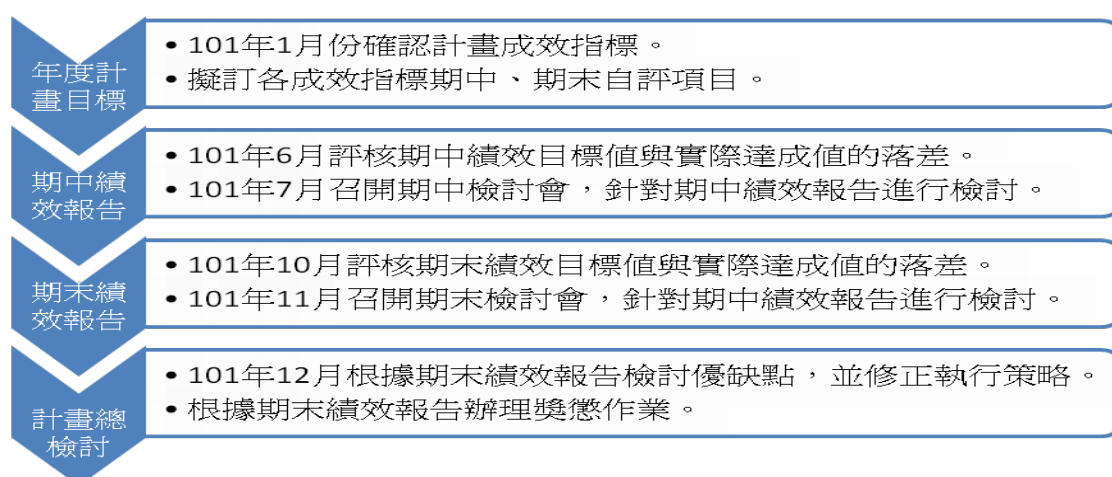 年度計
畫目標
• 101年1月份確認計畫成效指標。
• 擬訂各成效指標期中、期末自評項目。
期中績
效報告
• 101年6月評核期中績效目標值與實際達成值的落差。
• 101年7月召開期中檢討會，針對期中績效報告進行檢討。
期末績
效報告
• 101年10月評核期末績效目標值與實際達成值的落差。
• 101年11月召開期末檢討會，針對期中績效報告進行檢討。
計畫總
檢討
• 101年12月根據期末績效報告檢討優缺點，並修正執行策略。
• 根據期末績效報告辦理獎懲作業。